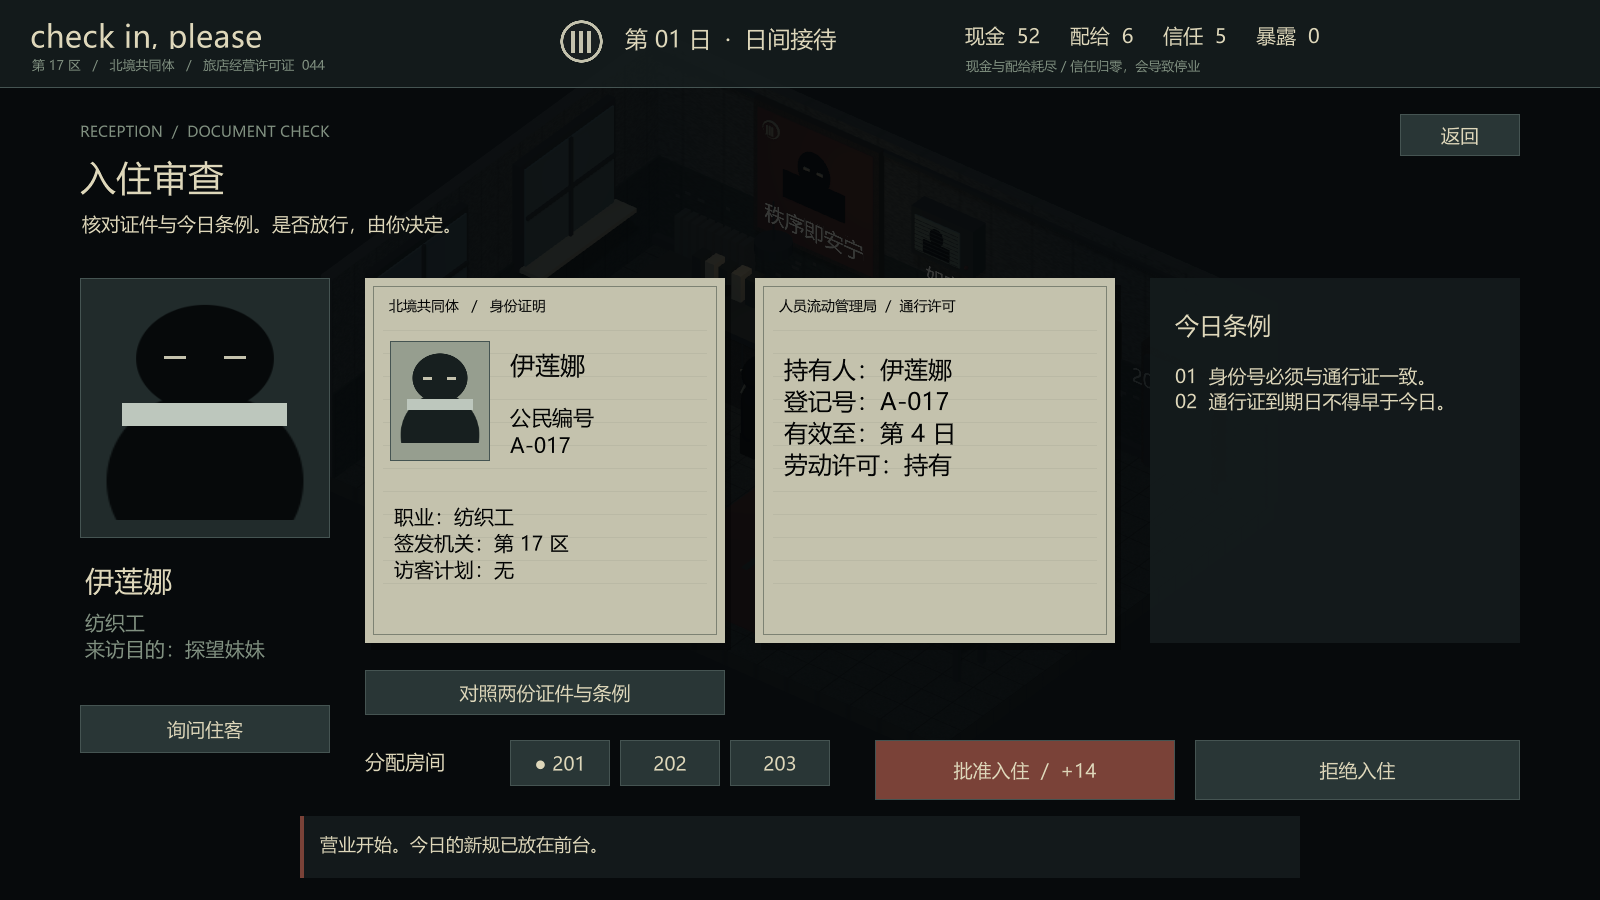 check in, please
第 17 区 / 北境共同体 / 旅店经营许可证 044
第 01 日 · 日间接待
现金 52 配给 6 信任 5 暴露 0
现金与配给耗尽 / 信任归零，会导致停业
RECEPTION / DOCUMENT CHECK
返回
入住审查
核对证件与今日条例。是否放行，由你决定。
秩序即安宁
北境共同体 / 身份证明
伊莲娜
公民编号
A-017
职业：纺织工
签发机关：第 17 区
访客计划：无
人员流动管理局 / 通行许可
持有人：伊莲娜
登记号：A-017
有效至：第 4 日
劳动许可：持有
今日条例
01 身份号必须与通行证一致。
02 通行证到期日不得早于今日。
伊莲娜
纺织工
来访目的：探望妹妹
询问住客
对照两份证件与条例
分配房间
● 201
202
203
批准入住 / +14
拒绝入住
营业开始。今日的新规已放在前台。